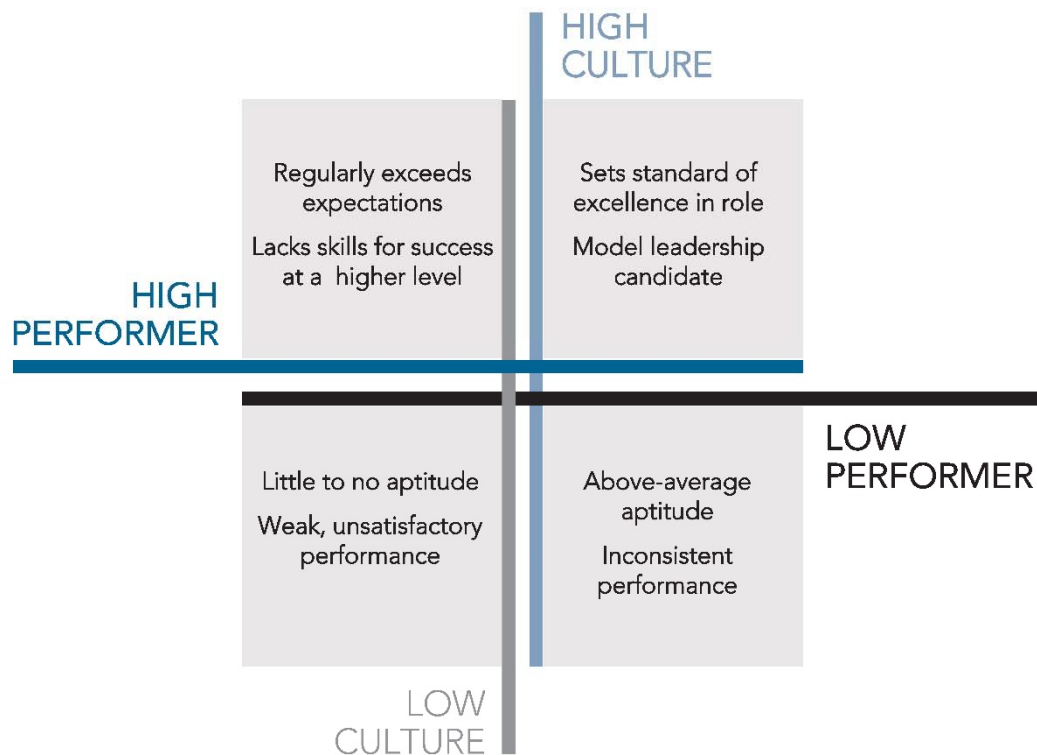 HIGH
CULTURE
Regularly exceeds
expectations
Lacks skills for success
at a higher level
Sets standard of
excellence in role
Model leadership
candidate
HIGH
PERFORMER
LOW
PERFORMER
Little to no aptitude
Weak, unsatisfactory
performance
Above-average
aptitude
Inconsistent
performance
LOW
CULTURE